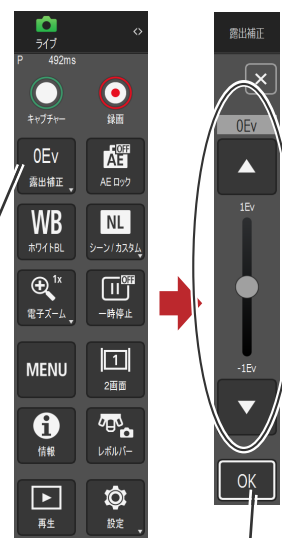 ライブ
P 492ms
キャプチャー
録画
0Ev
露出補正
OFF
AE
AE ロック
WB
ホワイトBL
NL
シーン/カスタム
1x
電子ズーム
OFF
一時停止
MENU
1
2画面
情報
レボルバー
再生
設定
露出補正
0Ev
1Ev
-1Ev
OK